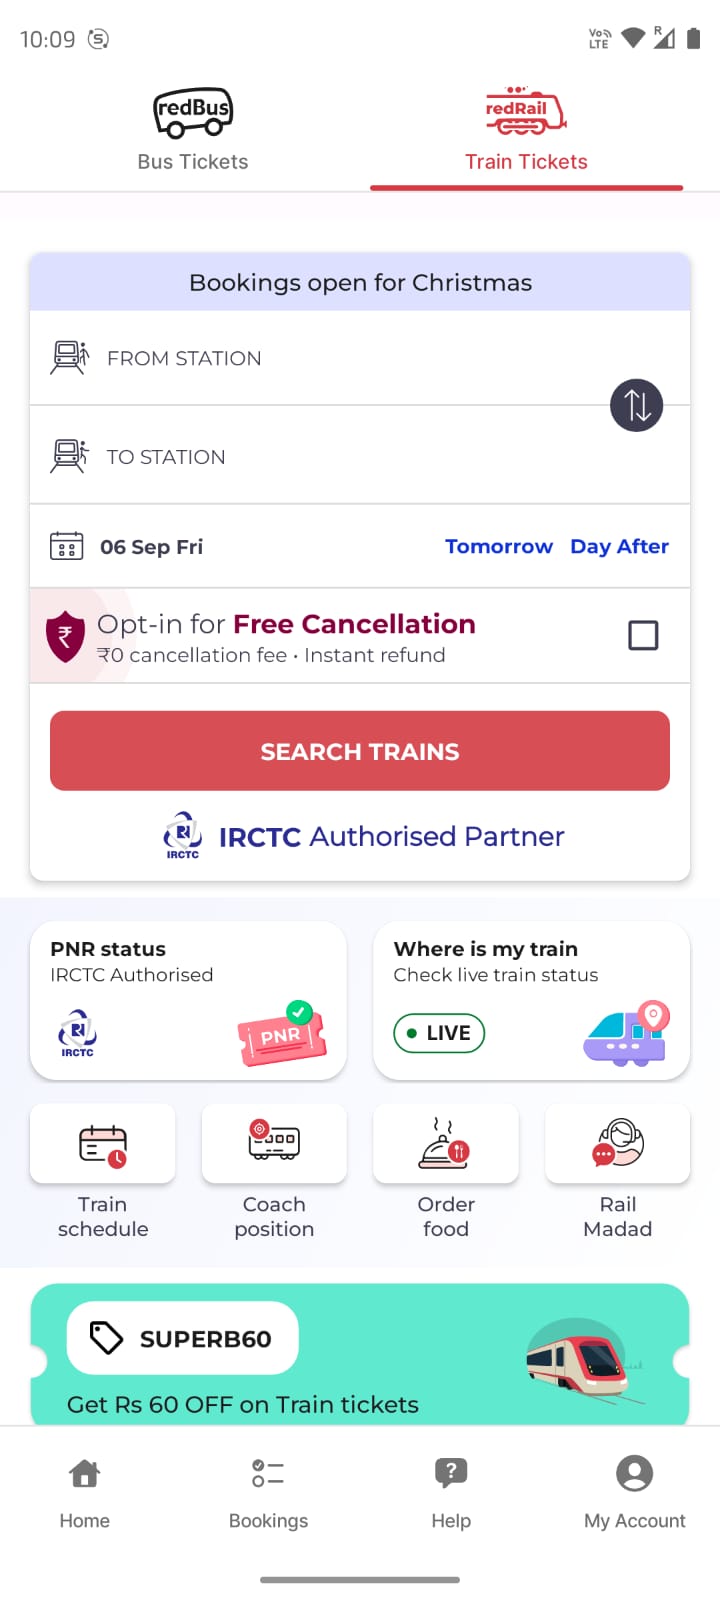 10:09
Vo))
LTE
R
redBus
redRail
Bus Tickets
Train Tickets
Bookings open for Christmas
FROM STATION
TO STATION
06 Sep Fri
Tomorrow
Day After
Opt-in for Free Cancellation
₹
₹0 cancellation fee • Instant refund
SEARCH TRAINS
IRCTC
IRCTC Authorised Partner
PNR status
IRCTC Authorised
IRCTC
PNR
Where is my train
Check live train status
• LIVE
Train
schedule
Coach
position
Order
food
Rail
Madad
SUPERB60
Get Rs 60 OFF on Train tickets
Home
Bookings
?
Help
My Account